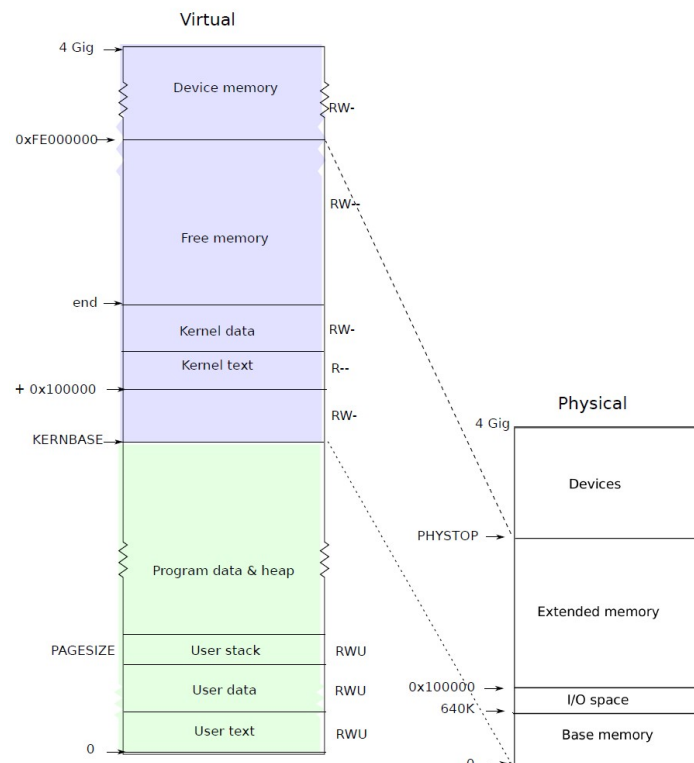 Virtual
4 Gig
Device memory
RW-
0xFE000000
RW--
Free memory
end
Kernel data
RW-
Kernel text
R--
+ 0x100000
RW-
KERNBASE
Physical
4 Gig
Devices
PHYSTOP
Program data & heap
Extended memory
PAGESIZE
User stack
RWU
User data
RWU
0x100000
I/O space
640K
User text
RWU
Base memory
0
0